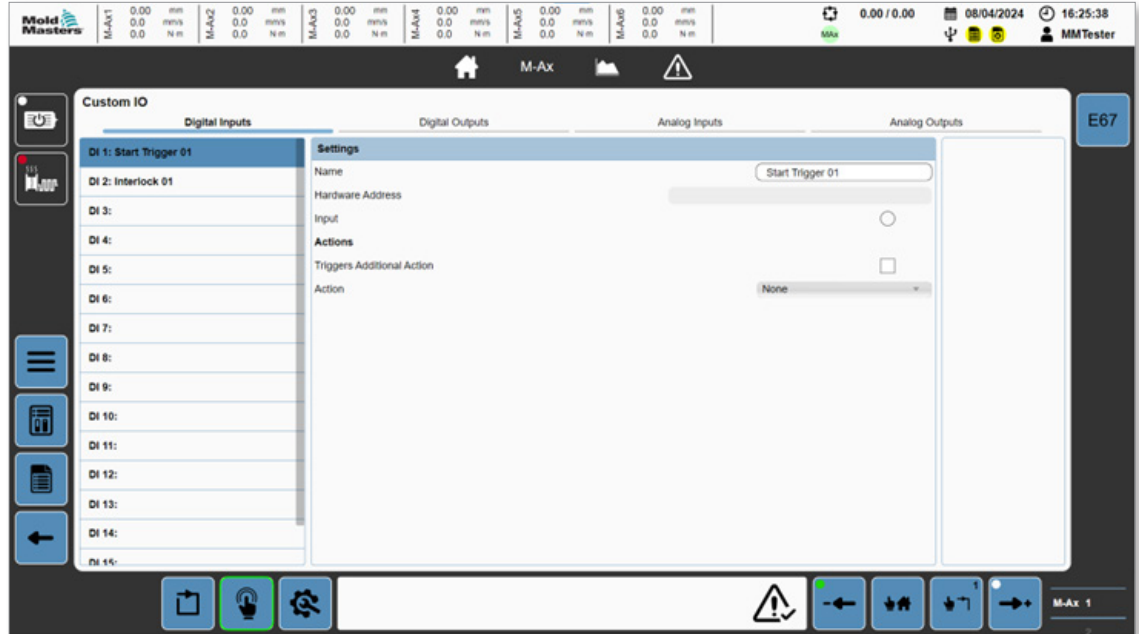 Mold
Masters
M-Ax1 0.00 mm
0.0 mm/s
0.0 N·m
M-Ax2 0.00 mm
0.0 mm/s
0.0 N·m
M-Ax3 0.00 mm
0.0 mm/s
0.0 N·m
M-Ax4 0.00 mm
0.0 mm/s
0.0 N·m
M-Ax5 0.00 mm
0.0 mm/s
0.0 N·m
M-Ax6 0.00 mm
0.0 mm/s
0.0 N·m
MAx
0.00 / 0.00
08/04/2024 16:25:38
MMTester
M-Ax
Custom IO
Digital Inputs Digital Outputs Analog Inputs Analog Outputs
E67
DI 1: Start Trigger 01
DI 2: Interlock 01
DI 3:
DI 4:
DI 5:
DI 6:
DI 7:
DI 8:
DI 9:
DI 10:
DI 11:
DI 12:
DI 13:
DI 14:
DI 15:
Settings
Name Start Trigger 01
Hardware Address
Input
Actions
Triggers Additional Action
Action None
1
M-Ax 1
2